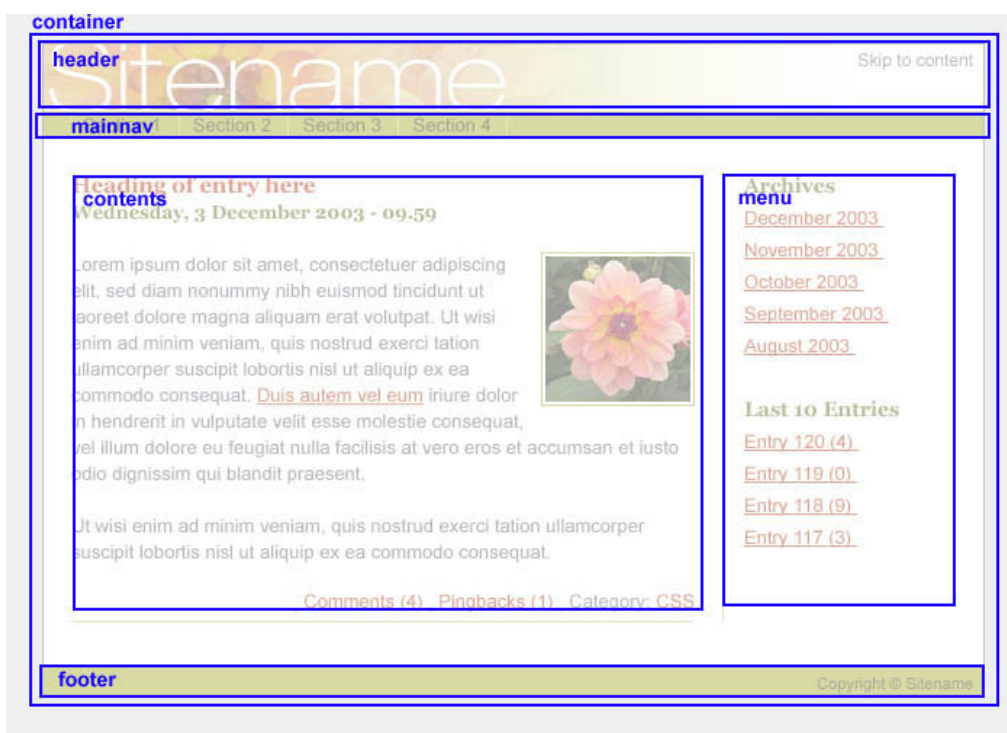 container
header
Sitename
Skip to content
mainnav
Section 1 Section 2 Section 3 Section 4
Heading of entry here
contents
Wednesday, 3 December 2003 - 09.59
Lorem ipsum dolor sit amet, consectetuer adipiscing
elit, sed diam nonummy nibh euismod tincidunt ut
laoreet dolore magna aliquam erat volutpat. Ut wisi
enim ad minim veniam, quis nostrud exerci tation
ullamcorper suscipit lobortis nisl ut aliquip ex ea
commodo consequat. Duis autem vel eum iriure dolor
in hendrerit in vulputate velit esse molestie consequat,
vel illum dolore eu feugiat nulla facilisis at vero eros et accumsan et iusto
odio dignissim qui blandit praesent.
Ut wisi enim ad minim veniam, quis nostrud exerci tation ullamcorper
suscipit lobortis nisl ut aliquip ex ea commodo consequat.
Comments (4) Pingbacks (1) Category: CSS
Archives
menu
December 2003
November 2003
October 2003
September 2003
August 2003
Last 10 Entries
Entry 120 (4)
Entry 119 (0)
Entry 118 (9)
Entry 117 (3)
footer
Copyright © Sitename